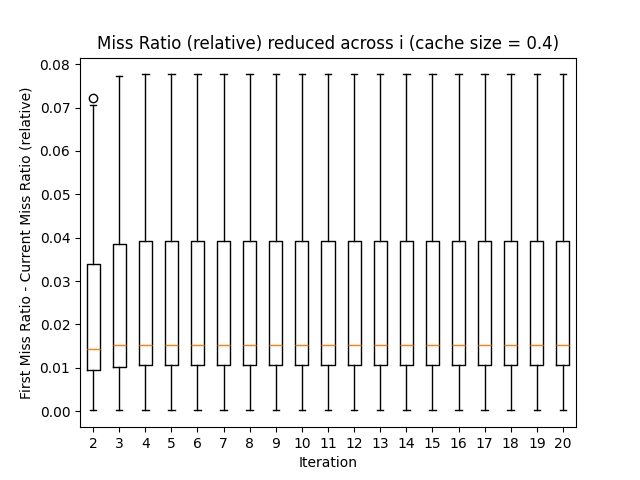 Miss Ratio (relative) reduced across i (cache size = 0.4)
First Miss Ratio - Current Miss Ratio (relative)
0.08
0.07
0.06
0.05
0.04
0.03
0.02
0.01
0.00
2 3 4 5 6 7 8 9 10 11 12 13 14 15 16 17 18 19 20
Iteration